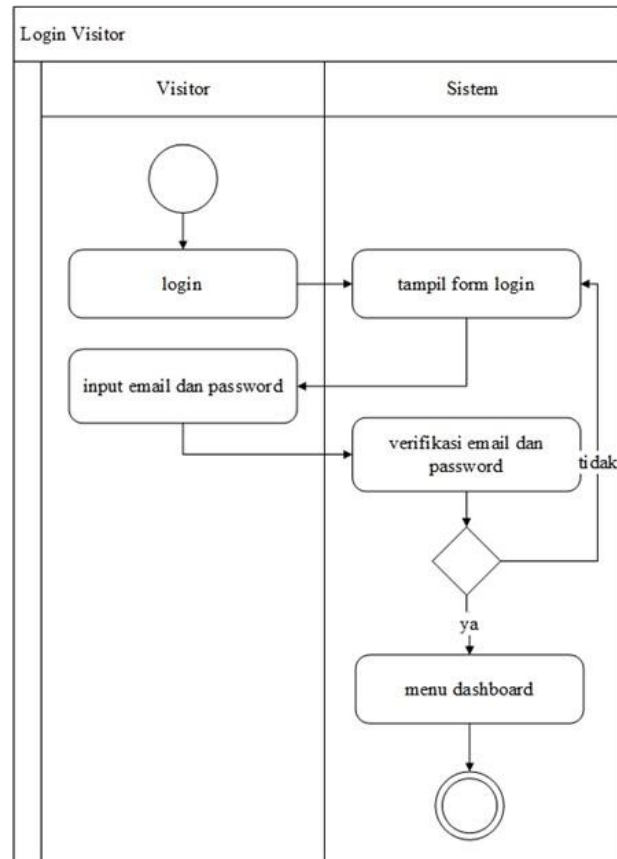 Login Visitor
Visitor
Sistem
login
tampil form login
input email dan password
verifikasi email dan
password
tidak
ya
menu dashboard